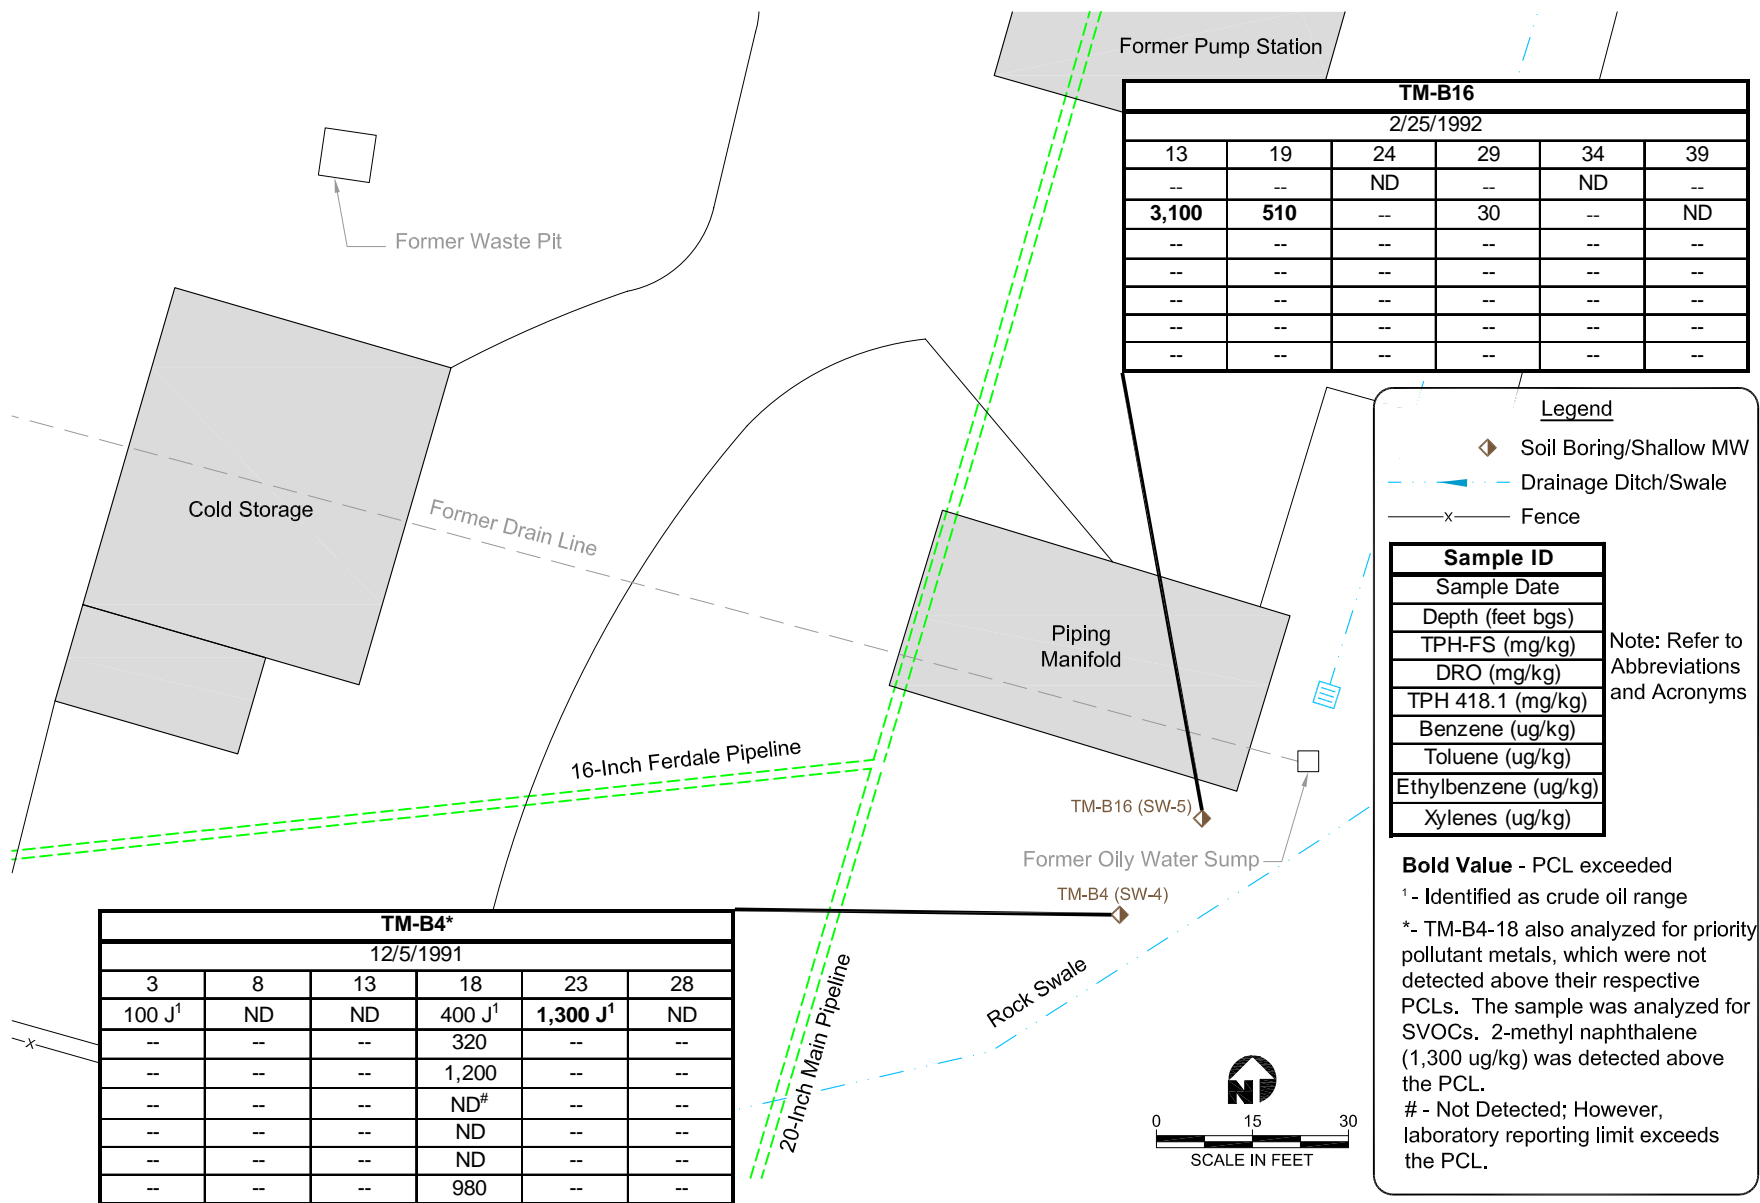 Former Pump Station
TM-B16
2/25/1992
13 19 24 29 34 39
-- -- ND -- ND --
3,100 510 -- 30 -- ND
-- -- -- -- -- --
-- -- -- -- -- --
-- -- -- -- -- --
-- -- -- -- -- --
-- -- -- -- -- --
Former Waste Pit
Cold Storage
Former Drain Line
Piping
Manifold
16-Inch Ferdale Pipeline
TM-B16 (SW-5)
Former Oily Water Sump
TM-B4 (SW-4)
Rock Swale
20-Inch Main Pipeline
x
TM-B4*
12/5/1991
3 8 13 18 23 28
100 J¹ ND ND 400 J¹ 1,300 J¹ ND
-- -- -- 320 -- --
-- -- -- 1,200 -- --
-- -- -- ND# -- --
-- -- -- ND -- --
-- -- -- ND -- --
-- -- -- 980 -- --
N
0 15 30
SCALE IN FEET
Legend
Soil Boring/Shallow MW
Drainage Ditch/Swale
x Fence
Sample ID
Sample Date
Depth (feet bgs)
TPH-FS (mg/kg)
DRO (mg/kg)
TPH 418.1 (mg/kg)
Benzene (ug/kg)
Toluene (ug/kg)
Ethylbenzene (ug/kg)
Xylenes (ug/kg)
Note: Refer to
Abbreviations
and Acronyms
Bold Value - PCL exceeded
¹ - Identified as crude oil range
*- TM-B4-18 also analyzed for priority
pollutant metals, which were not
detected above their respective
PCLs. The sample was analyzed for
SVOCs. 2-methyl naphthalene
(1,300 ug/kg) was detected above
the PCL.
# - Not Detected; However,
laboratory reporting limit exceeds
the PCL.